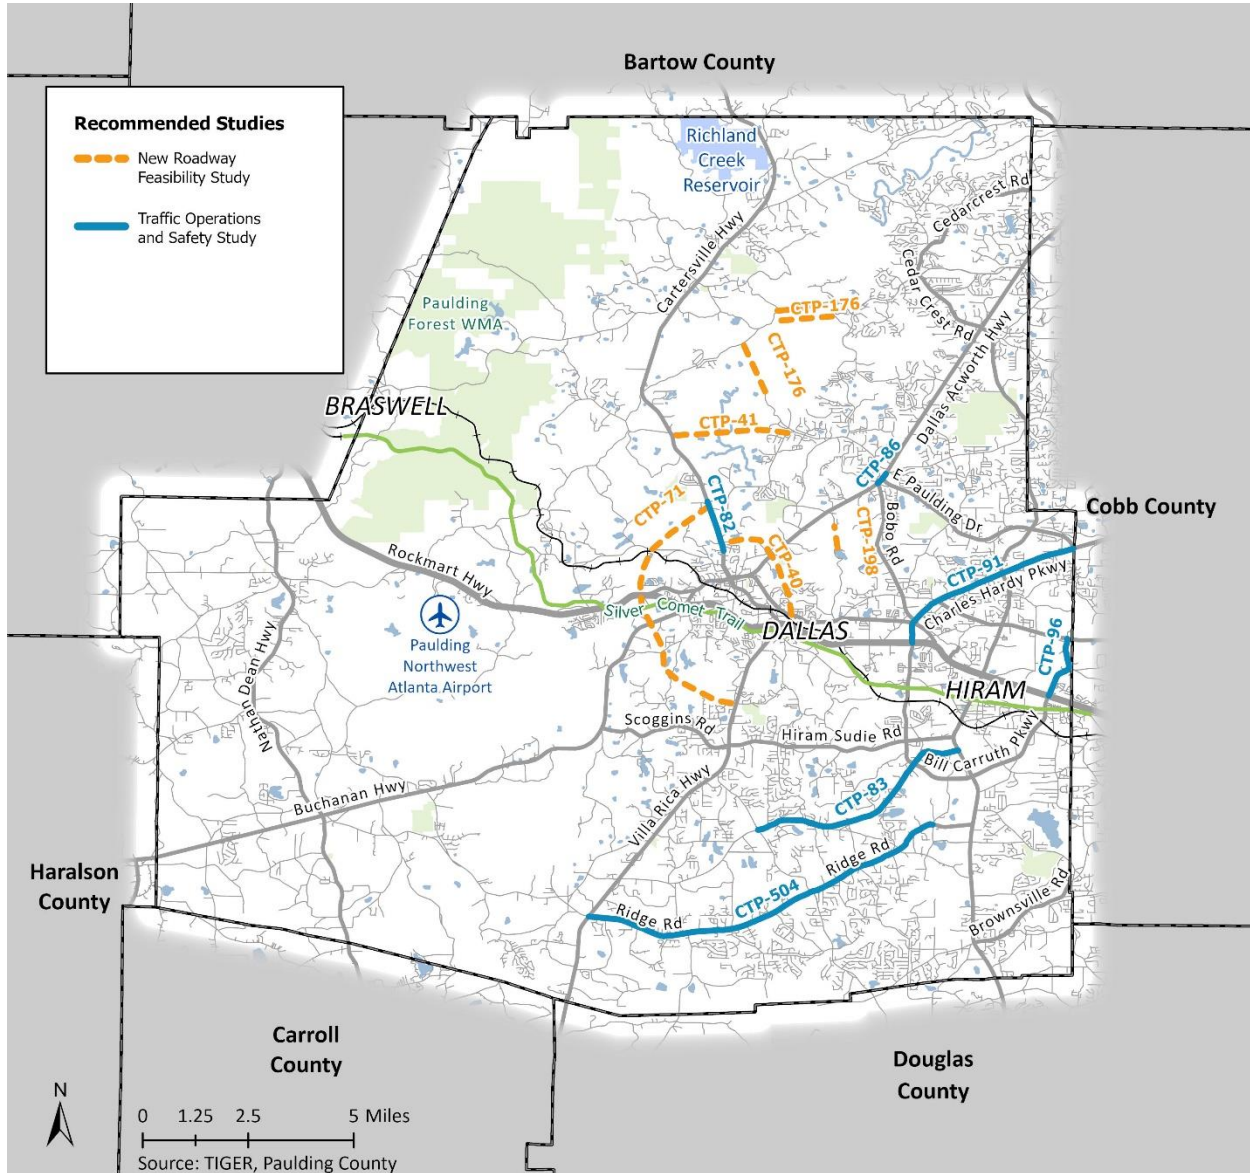 Bartow County
Recommended Studies
New Roadway
Feasibility Study
Traffic Operations
and Safety Study
Richland
Creek
Reservoir
Cedarcrest Rd
Cartersville Hwy
Cedar Crest Rd
Paulding
Forest WMA
CTP-176
CTP-176
Dallas Acworth Hwy
BRASWELL
CTP-41
CTP-86
E Paulding Dr
CTP-71
CTP-82
Bobo Rd
Cobb County
CTP-198
Rockmart Hwy
CTP-40
CTP-91
Charles Hardy Pkwy
Silver Comet Trail
DALLAS
Paulding
Northwest
Atlanta Airport
Nathan Dean Hwy
CTP-96
HIRAM
Scoggins Rd
Hiram Sudie Rd
Bill Carruth Pkwy
Buchanan Hwy
Villa Rica Hwy
CTP-83
Ridge Rd
Haralson
County
CTP-504
Ridge Rd
Brownsville Rd
Carroll
County
Douglas
County
N
0 1.25 2.5 5 Miles
Source: TIGER, Paulding County